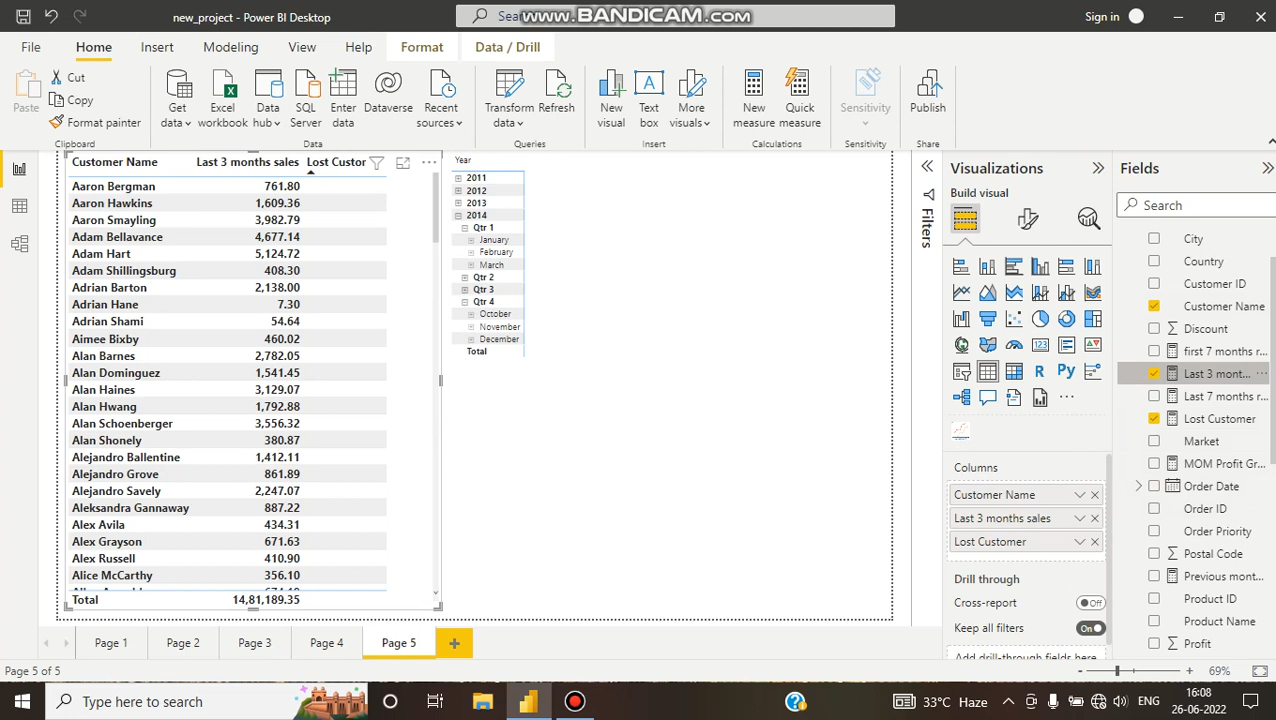 new_project - Power BI Desktop
www.BANDICAM.com
Sign in
File
Home
Insert
Modeling
View
Help
Format
Data / Drill
Paste
Cut
Copy
Format painter
Get data
Excel workbook
Data hub
SQL Server
Enter data
Dataverse
Recent sources
Transform data
Refresh
New visual
Text box
More visuals
New measure
Quick measure
Sensitivity
Publish
Clipboard
Data
Queries
Insert
Calculations
Sensitivity
Share
Customer Name Last 3 months sales Lost Custor
Aaron Bergman 761.80
Aaron Hawkins 1,609.36
Aaron Smayling 3,982.79
Adam Bellavance 4,677.14
Adam Hart 5,124.72
Adam Shillingsburg 408.30
Adrian Barton 2,138.00
Adrian Hane 7.30
Adrian Shami 54.64
Aimee Bixby 460.02
Alan Barnes 2,782.05
Alan Dominguez 1,541.45
Alan Haines 3,129.07
Alan Hwang 1,792.88
Alan Schoenberger 3,556.32
Alan Shonely 380.87
Alejandro Ballentine 1,412.11
Alejandro Grove 861.89
Alejandro Savely 2,247.07
Aleksandra Gannaway 887.22
Alex Avila 434.31
Alex Grayson 671.63
Alex Russell 410.90
Alice McCarthy 356.10
Total 14,81,189.35
Year
2011
2012
2013
2014
Qtr 1
January
February
March
Qtr 2
Qtr 3
Qtr 4
October
November
December
Total
Filters
Visualizations
Build visual
R
Py
123
Columns
Customer Name
Last 3 months sales
Lost Customer
Drill through
Cross-report
Off
Keep all filters
On
Add drill-through fields here
Fields
Search
City
Country
Customer ID
Customer Name
Discount
first 7 months r...
Last 3 mont...
Last 7 months r...
Lost Customer
Market
MOM Profit Gr...
Order Date
Order ID
Order Priority
Postal Code
Previous mont...
Product ID
Product Name
Profit
Page 1
Page 2
Page 3
Page 4
Page 5
Page 5 of 5
69%
Type here to search
33°C Haze
ENG
16:08
26-06-2022